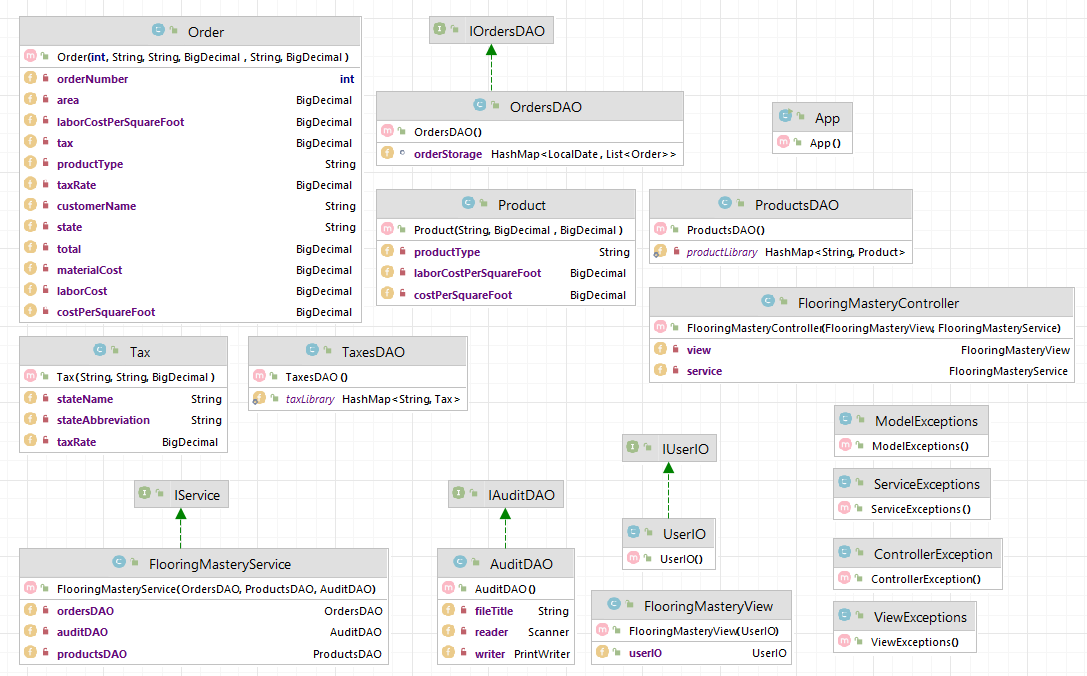 Order
Order(int, String, String, BigDecimal , String, BigDecimal )
orderNumber int
area BigDecimal
laborCostPerSquareFoot BigDecimal
tax BigDecimal
productType String
taxRate BigDecimal
customerName String
state String
total BigDecimal
materialCost BigDecimal
laborCost BigDecimal
costPerSquareFoot BigDecimal
IOrdersDAO
OrdersDAO
OrdersDAO()
orderStorage HashMap<LocalDate, List<Order>>
App
App()
Product
Product(String, BigDecimal , BigDecimal )
productType String
laborCostPerSquareFoot BigDecimal
costPerSquareFoot BigDecimal
ProductsDAO
ProductsDAO()
productLibrary HashMap<String, Product>
FlooringMasteryController
FlooringMasteryController(FlooringMasteryView, FlooringMasteryService)
view FlooringMasteryView
service FlooringMasteryService
Tax
Tax(String, String, BigDecimal )
stateName String
stateAbbreviation String
taxRate BigDecimal
TaxesDAO
TaxesDAO()
taxLibrary HashMap<String, Tax>
ModelExceptions
ModelExceptions()
IUserIO
UserIO
UserIO()
ServiceExceptions
ServiceExceptions()
IService
FlooringMasteryService
FlooringMasteryService(OrdersDAO, ProductsDAO, AuditDAO)
ordersDAO OrdersDAO
auditDAO AuditDAO
productsDAO ProductsDAO
IAuditDAO
AuditDAO
AuditDAO()
fileTitle String
reader Scanner
writer PrintWriter
ControllerException
ControllerException()
FlooringMasteryView
FlooringMasteryView(UserIO)
userIO UserIO
ViewExceptions
ViewExceptions()